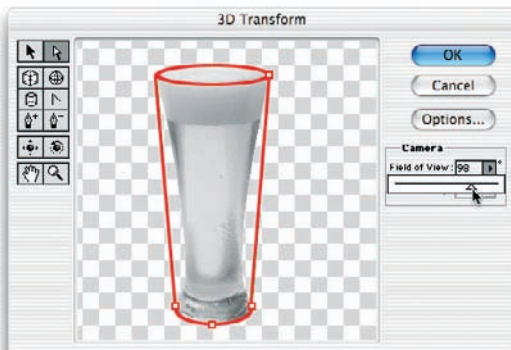 3D Transform
OK
Cancel
Options...
Camera
Field of View: 98 °